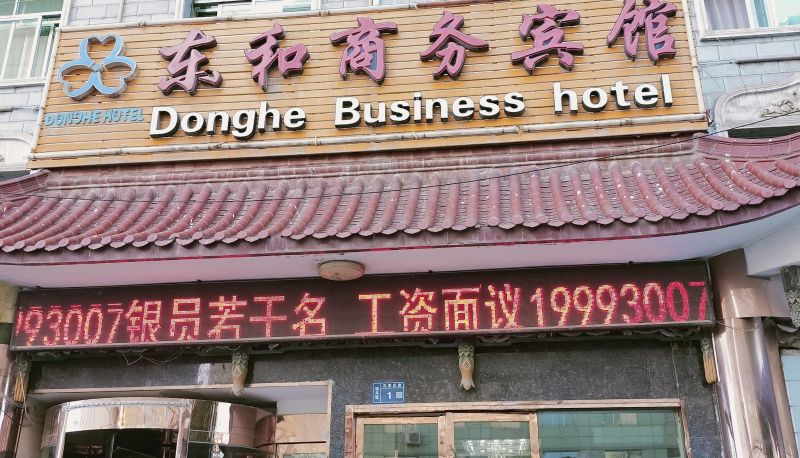 东和商务宾馆
DONGHE HOTEL
Donghe Business hotel
93007银员若干名 工资面议19993007
1